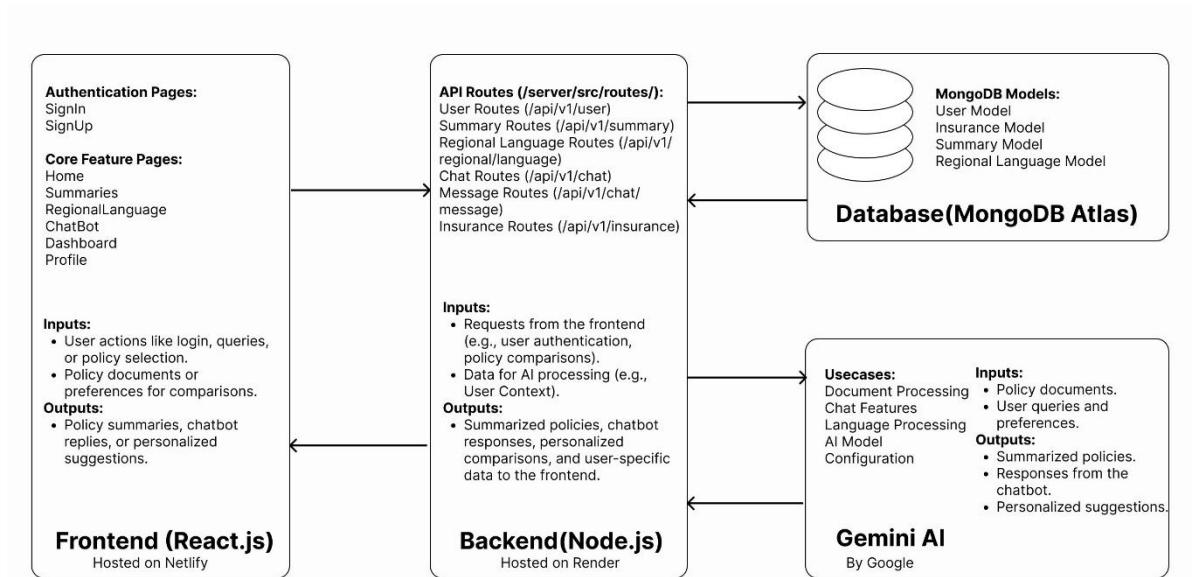 Authentication Pages:
SignIn
SignUp
Core Feature Pages:
Home
Summaries
RegionalLanguage
ChatBot
Dashboard
Profile
Inputs:
• User actions like login, queries,
or policy selection.
• Policy documents or
preferences for comparisons.
Outputs:
• Policy summaries, chatbot
replies, or personalized
suggestions.
Frontend (React.js)
Hosted on Netlify
API Routes (/server/src/routes/):
User Routes (/api/v1/user)
Summary Routes (/api/v1/summary)
Regional Language Routes (/api/v1/
regional/language)
Chat Routes (/api/v1/chat)
Message Routes (/api/v1/chat/
message)
Insurance Routes (/api/v1/insurance)
Inputs:
• Requests from the frontend
(e.g., user authentication,
policy comparisons).
• Data for AI processing (e.g.,
User Context).
Outputs:
• Summarized policies, chatbot
responses, personalized
comparisons, and user-specific
data to the frontend.
Backend(Node.js)
Hosted on Render
MongoDB Models:
User Model
Insurance Model
Summary Model
Regional Language Model
Database(MongoDB Atlas)
Usecases:
Document Processing
Chat Features
Language Processing
AI Model
Configuration
Inputs:
• Policy documents.
• User queries and
preferences.
Outputs:
• Summarized policies.
• Responses from the
chatbot.
• Personalized suggestions.
Gemini AI
By Google